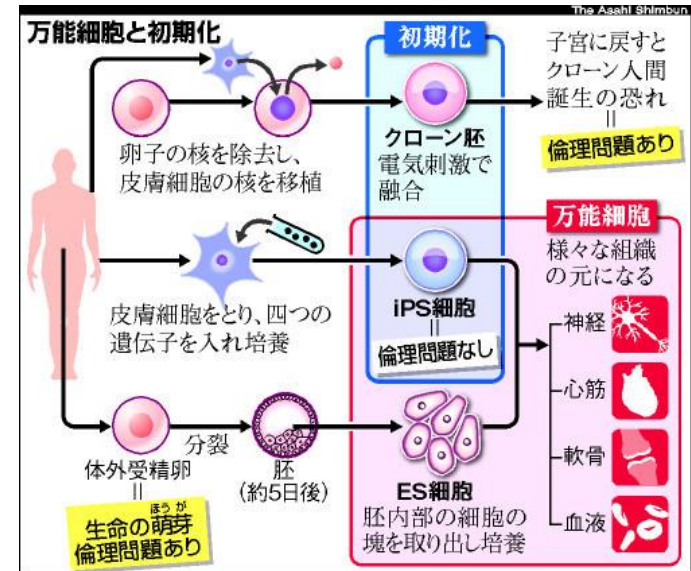 The Asahi Shimbun
万能細胞と初期化
初期化
子宮に戻すと
クローン人間
誕生の恐れ
＝
倫理問題あり
卵子の核を除去し、
皮膚細胞の核を移植
クローン胚
電気刺激で
融合
万能細胞
様々な組織
の元になる
皮膚細胞をとり、四つの
遺伝子を入れ培養
iPS細胞
＝
倫理問題なし
神経
心筋
軟骨
血液
体外受精卵
＝
生命の萌芽
ほうが
倫理問題あり
分裂
胚
(約5日後)
ES細胞
胚内部の細胞の
塊を取り出し培養